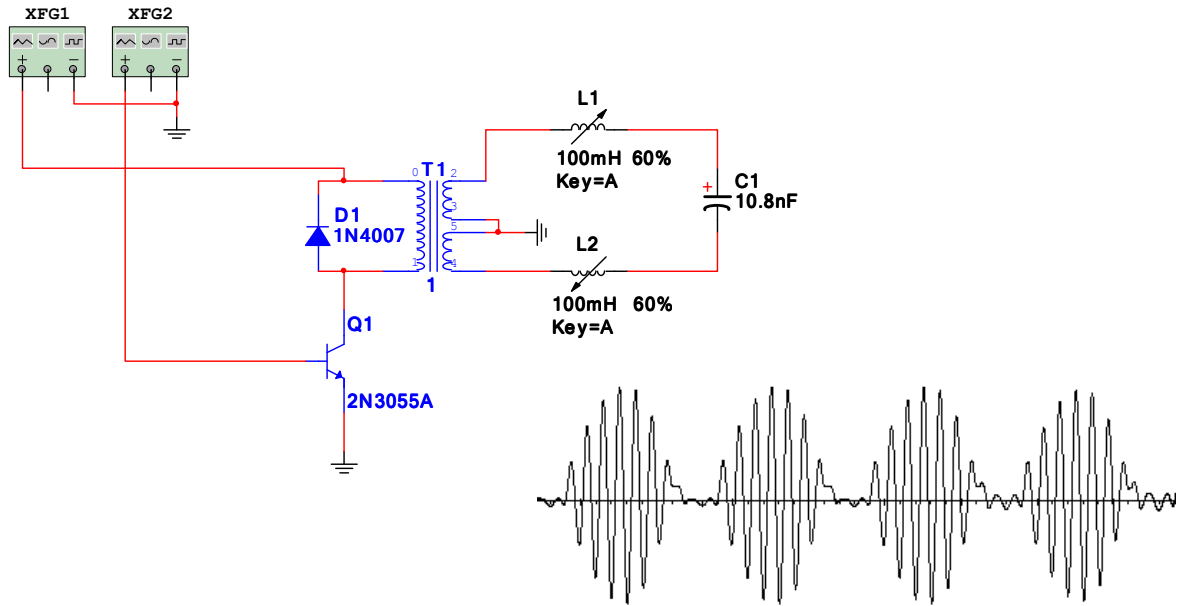 XFG1 XFG2
+ − + −
L1
100mH 60%
Key=A
0 T1 2
D1
1N4007
3
5
+ C1
10.8nF
L2
1 4
1
100mH 60%
Key=A
Q1
2N3055A